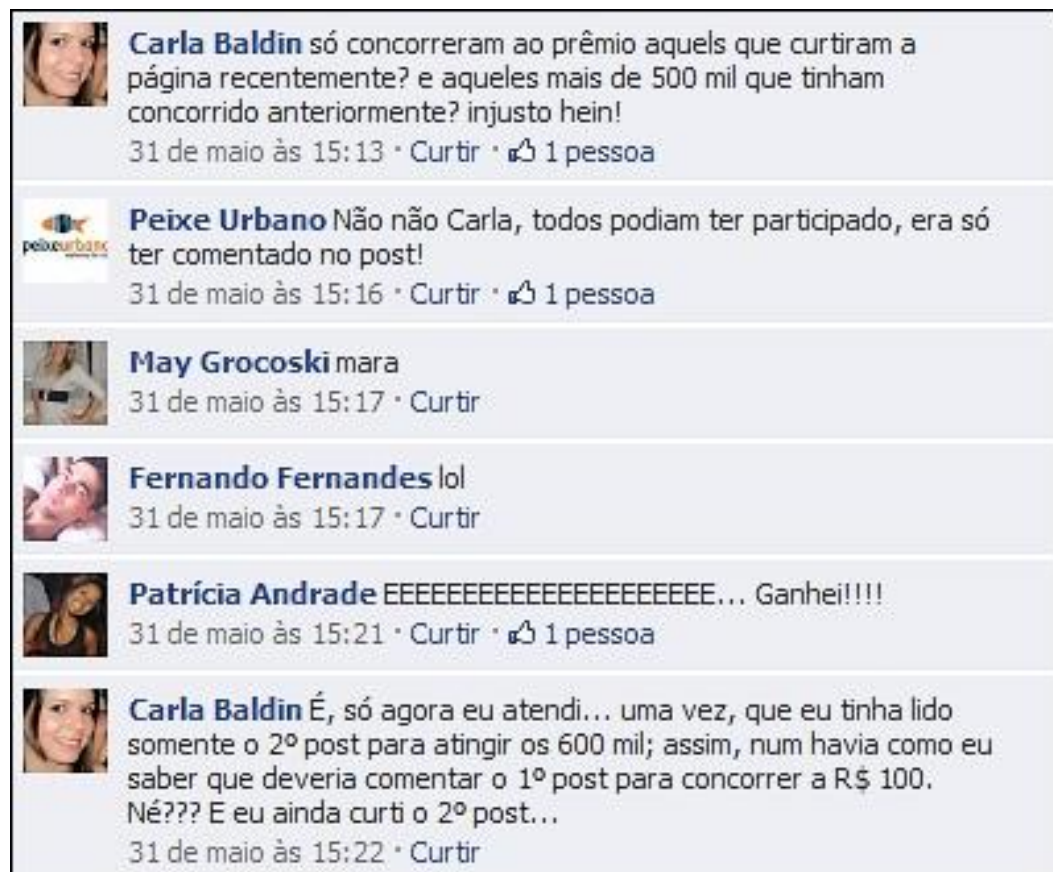 Carla Baldin só concorreram ao prêmio aquels que curtiram a
página recentemente? e aqueles mais de 500 mil que tinham
concorrido anteriormente? injusto hein!
31 de maio às 15:13 · Curtir · 1 pessoa
peixeurbano
Peixe Urbano Não não Carla, todos podiam ter participado, era só
ter comentado no post!
31 de maio às 15:16 · Curtir · 1 pessoa
May Grocoski mara
31 de maio às 15:17 · Curtir
Fernando Fernandes lol
31 de maio às 15:17 · Curtir
Patrícia Andrade EEEEEEEEEEEEEEEEEEEEE... Ganhei!!!!
31 de maio às 15:21 · Curtir · 1 pessoa
Carla Baldin É, só agora eu atendi... uma vez, que eu tinha lido
somente o 2º post para atingir os 600 mil; assim, num havia como eu
saber que deveria comentar o 1º post para concorrer a R$ 100.
Né??? E eu ainda curti o 2º post...
31 de maio às 15:22 · Curtir